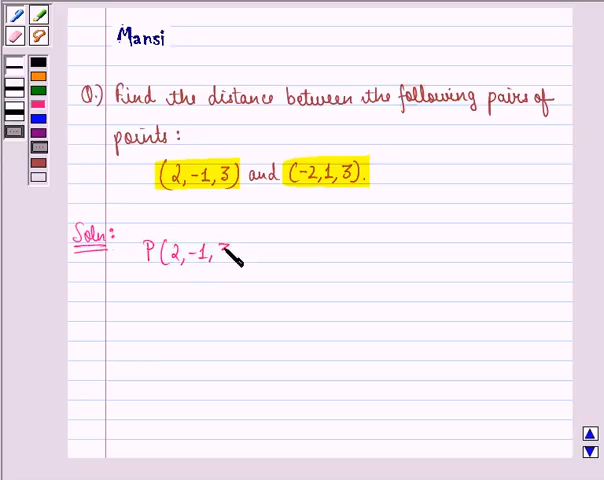 Mansi
Q.) Find the distance between the following pairs of
points:
(2,-1,3) and (-2,1,3).
Soln:
P(2,-1,3